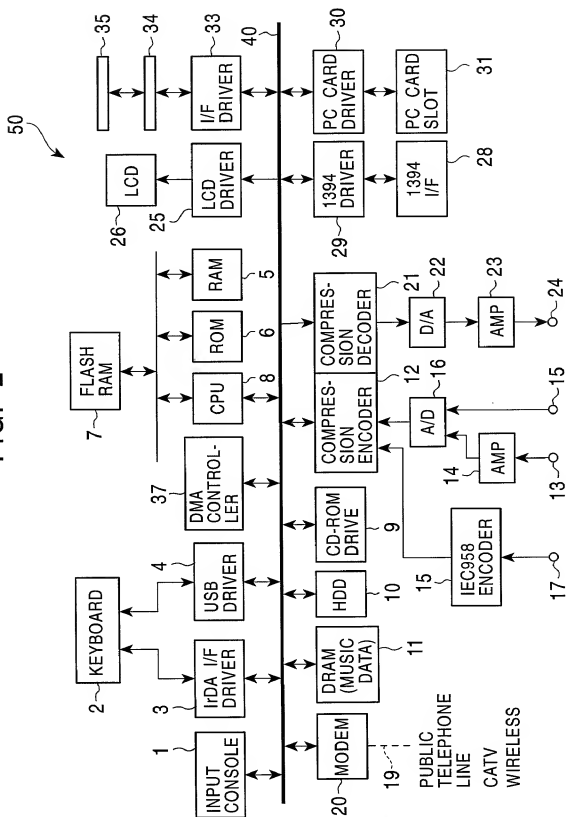 50
INPUT CONSOLE
1
KEYBOARD
2
IrDA I/F
DRIVER
3
USB DRIVER
4
DMA CONTROL-
LER
37
FLASH
RAM
7
CPU
8
ROM
6
RAM
5
LCD
26
LCD DRIVER
25
35
34
I/F
DRIVER
33
40
MODEM
20
19
PUBLIC
TELEPHONE
LINE
CATV
WIRELESS
DRAM
(MUSIC
DATA)
11
HDD
10
CD-ROM
DRIVE
9
IEC958
ENCODER
15
17
COMPRES-
SION
ENCODER
12
A/D
16
AMP
14
13
15
COMPRES-
SION
DECODER
21
D/A
22
AMP
23
24
1394 DRIVER
29
1394
I/F
28
PC CARD
DRIVER
30
PC CARD
SLOT
31